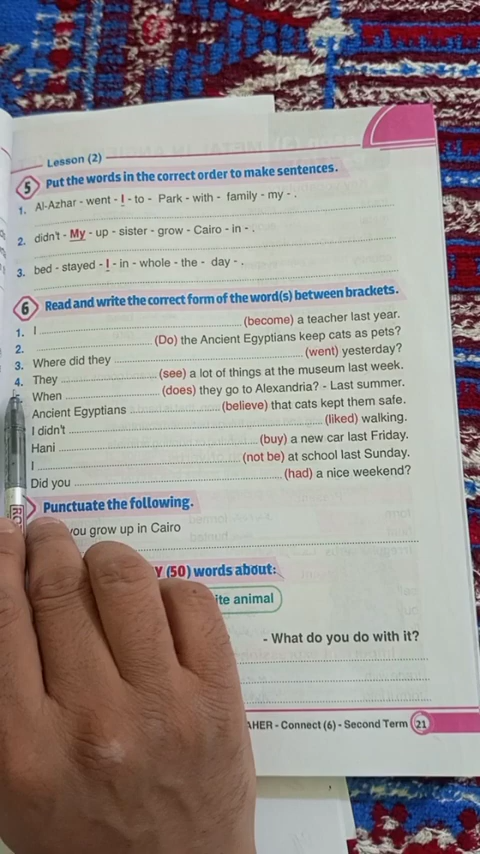 Lesson (2)
5 Put the words in the correct order to make sentences.
1. Al-Azhar - went - I - to - Park - with - family - my - .
2. didn't - My - up - sister - grow - Cairo - in - .
3. bed - stayed - I - in - whole - the - day - .
6 Read and write the correct form of the word(s) between brackets.
1. I ........ (become) a teacher last year.
2. ........ (Do) the Ancient Egyptians keep cats as pets?
3. Where did they ........ (went) yesterday?
4. They ........ (see) a lot of things at the museum last week.
When ........ (does) they go to Alexandria? - Last summer.
Ancient Egyptians ........ (believe) that cats kept them safe.
I didn't ........ (liked) walking.
Hani ........ (buy) a new car last Friday.
I ........ (not be) at school last Sunday.
Did you ........ (had) a nice weekend?
Punctuate the following.
you grow up in Cairo
(50) words about:
animal
- What do you do with it?
- Connect (6) - Second Term 21